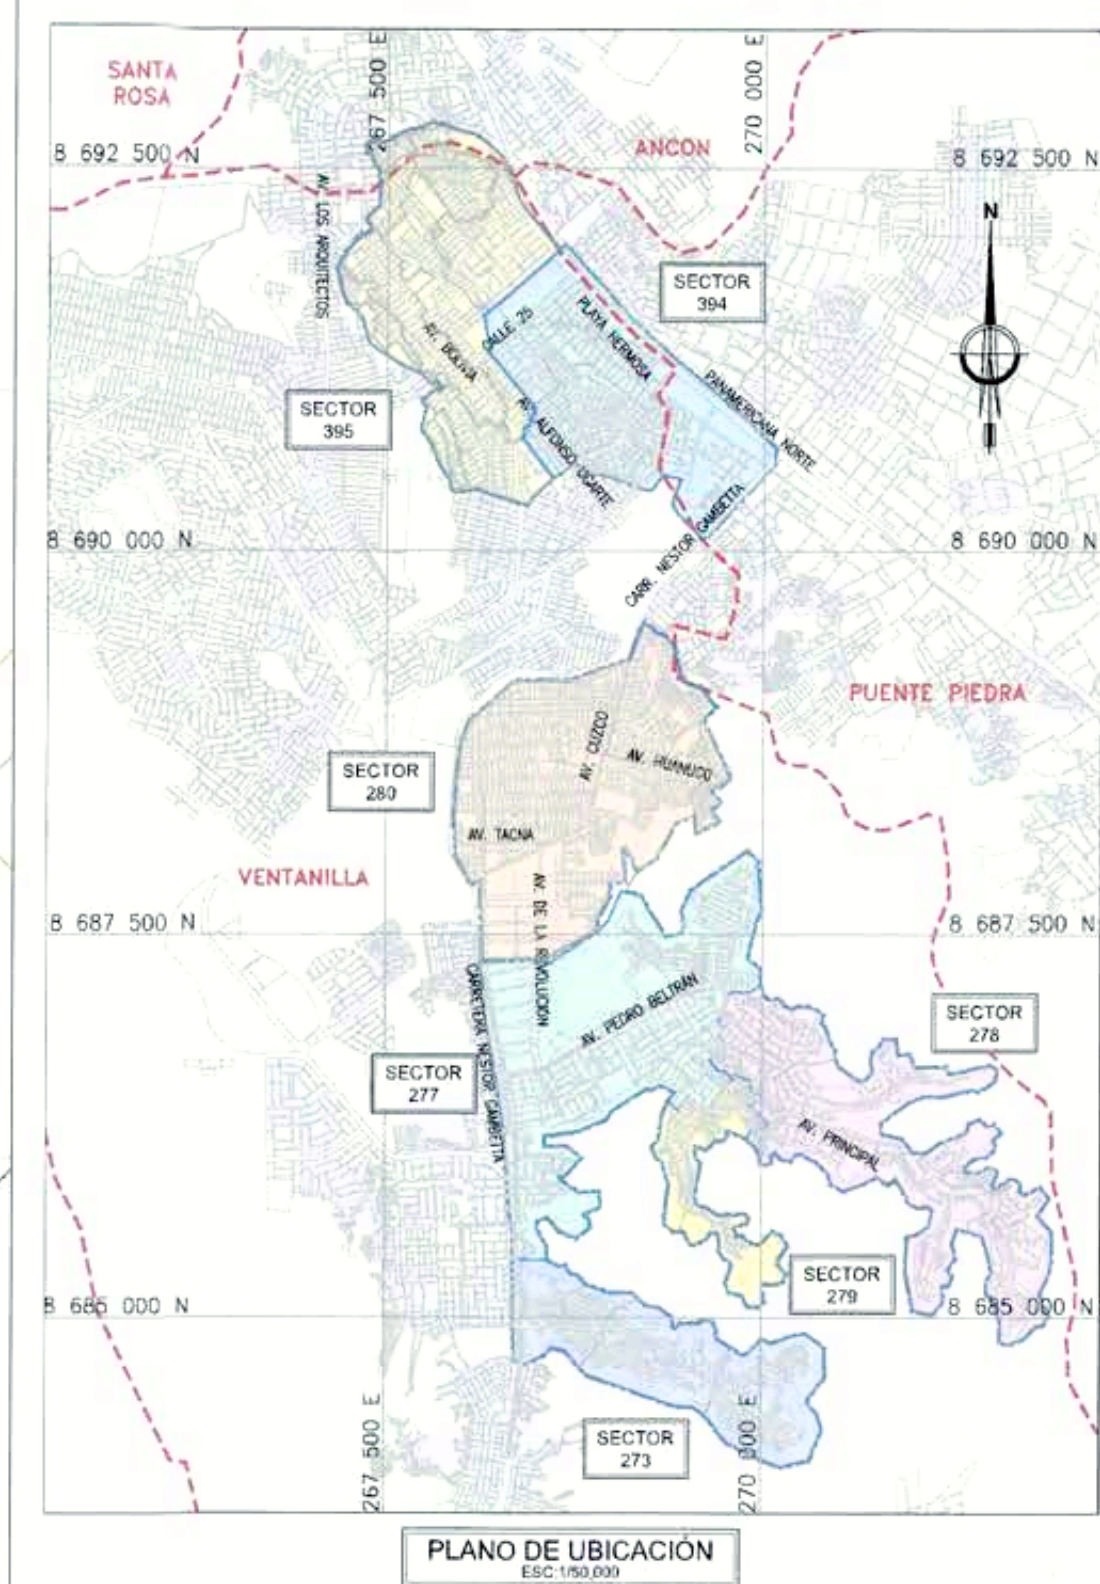 267 500 E
270 000 E
SANTA
ROSA
ANCON
8 692 500 N
8 692 500 N
AV. LOS ARQUITECTOS
N
SECTOR
394
CALLE 25
PLAYA HERMOSA
AV. BOLIVIA
PANAMERICANA NORTE
SECTOR
395
AV. ALFONSO UGARTE
CARR. NESTOR GAMBETTA
8 690 000 N
8 690 000 N
PUENTE PIEDRA
AV. CUZCO
AV. HUANUCO
SECTOR
280
AV. TACNA
VENTANILLA
AV. DE LA REVOLUCION
8 687 500 N
8 687 500 N
CARRETERA NESTOR GAMBETTA
AV. PEDRO BELTRÁN
SECTOR
278
SECTOR
277
AV. PRINCIPAL
SECTOR
279
8 685 000 N
8 685 000 N
SECTOR
273
267 500 E
270 000 E
PLANO DE UBICACIÓN
ESC:1/50,000